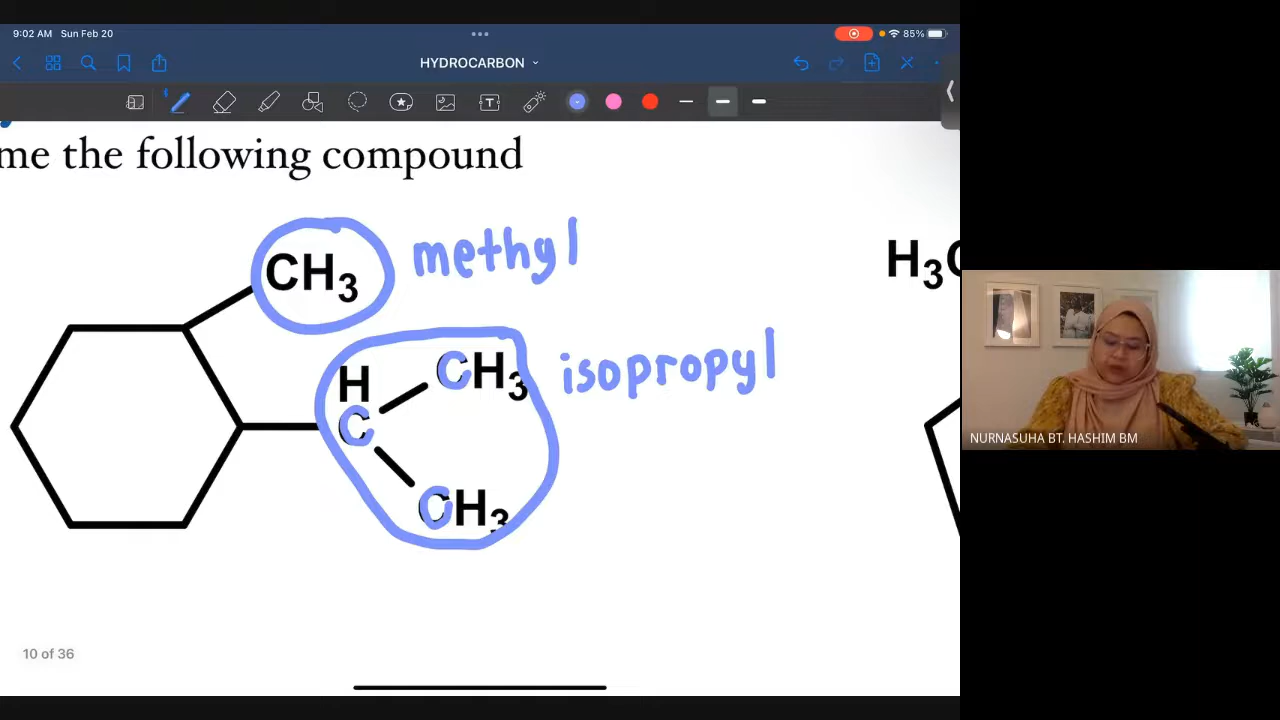 9:02 AM Sun Feb 20
85%
HYDROCARBON
T
me the following compound
CH3
methyl
H3C
H
CH3
isopropyl
C
CH3
NURNASUHA BT. HASHIM BM
10 of 36